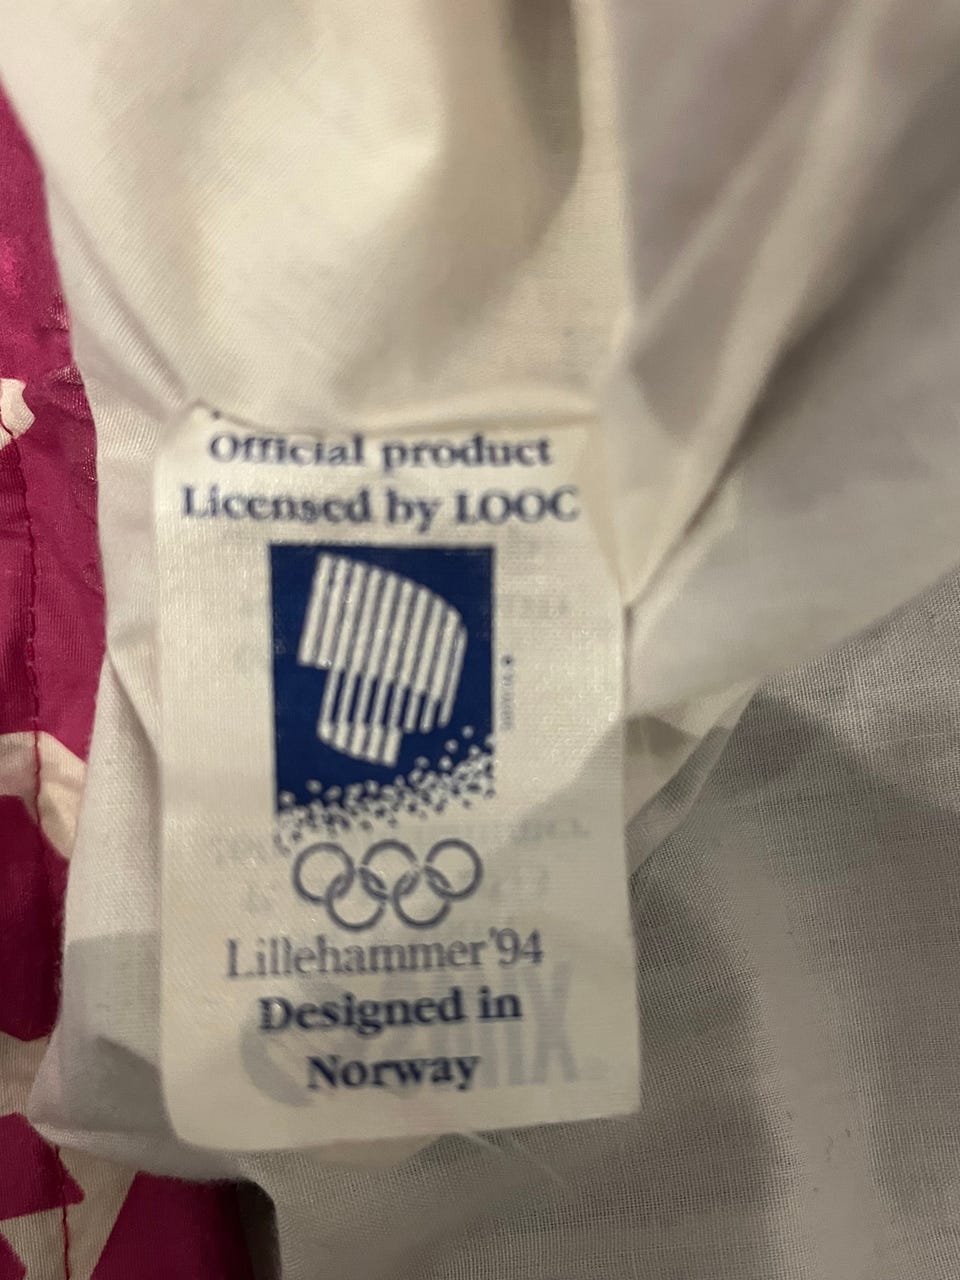 Official product
Licensed by LOOC
Lillehammer'94
Designed in
Norway